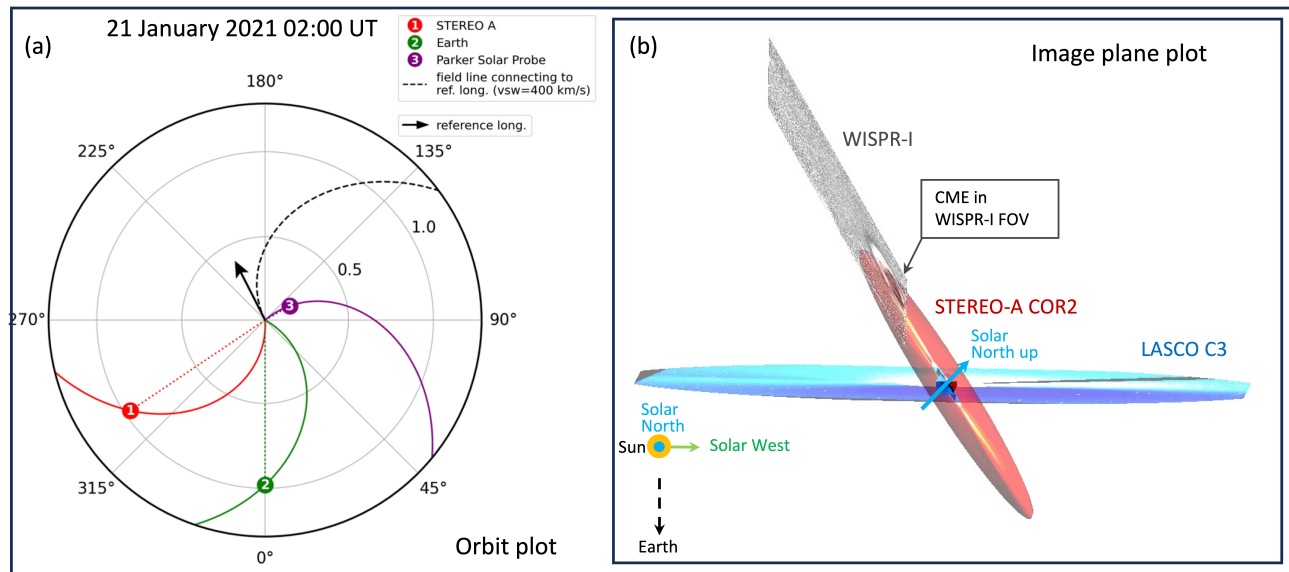 (a)
21 January 2021 02:00 UT
1 STEREO A
2 Earth
3 Parker Solar Probe
field line connecting to
ref. long. (vsw=400 km/s)
reference long.
180°
225°
135°
1.0
0.5
3
270°
90°
1
2
315°
45°
0°
Orbit plot
(b)
Image plane plot
WISPR-I
CME in
WISPR-I FOV
STEREO-A COR2
Solar
North up
LASCO C3
Solar
North
Sun
Solar West
Earth